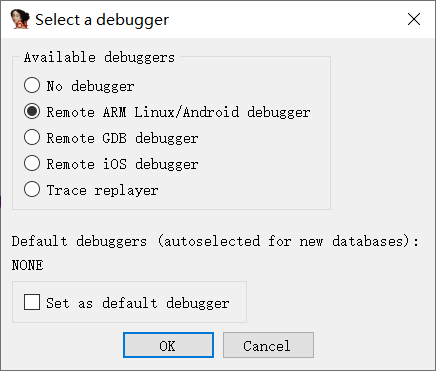 Select a debugger
Available debuggers
No debugger
Remote ARM Linux/Android debugger
Remote GDB debugger
Remote iOS debugger
Trace replayer
Default debuggers (autoselected for new databases):
NONE
Set as default debugger
OK Cancel